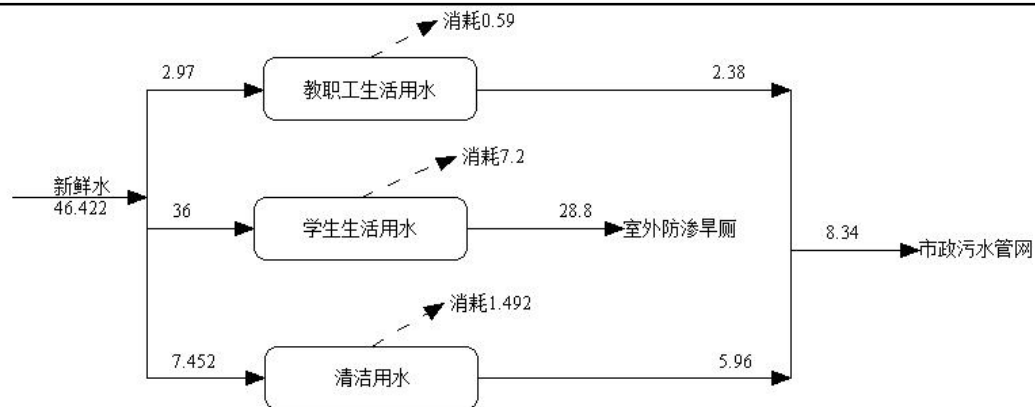 消耗0.59
2.97
教职工生活用水
2.38
消耗7.2
新鲜水
46.422
36
学生生活用水
28.8
室外防渗旱厕
8.34
市政污水管网
消耗1.492
7.452
清洁用水
5.96